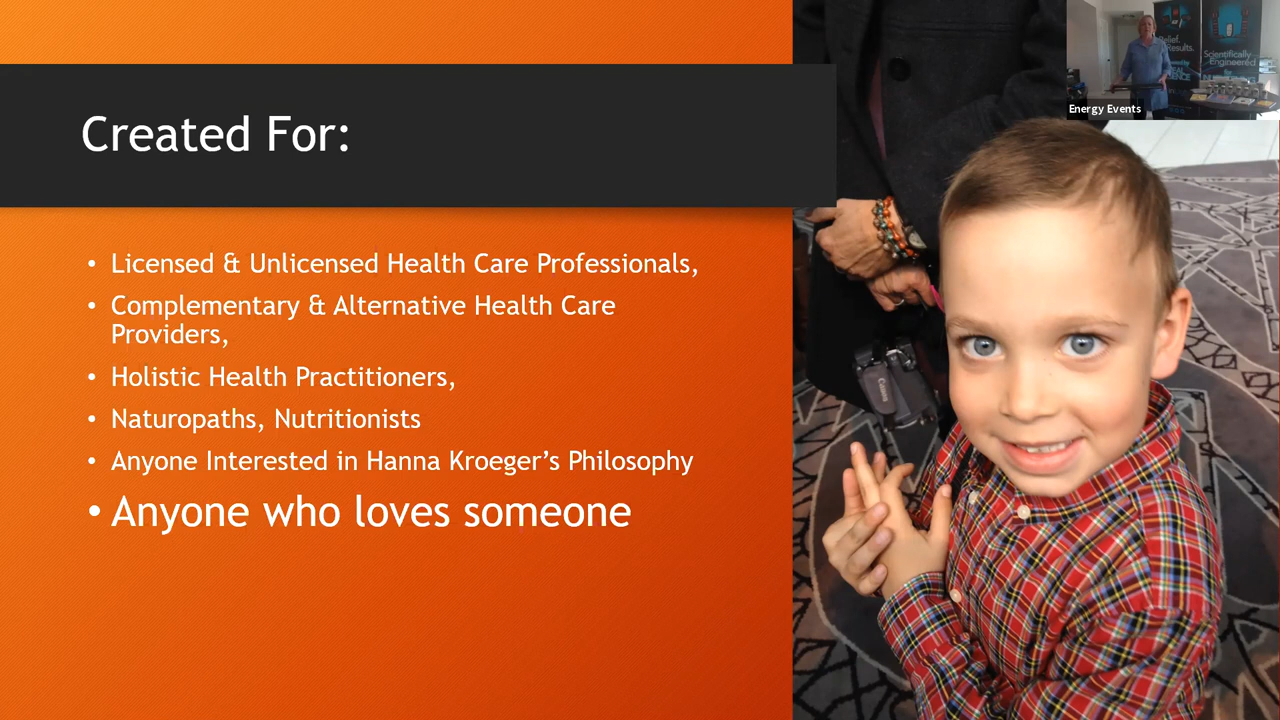 Created For:
• Licensed & Unlicensed Health Care Professionals,
• Complementary & Alternative Health Care
Providers,
• Holistic Health Practitioners,
• Naturopaths, Nutritionists
• Anyone Interested in Hanna Kroeger’s Philosophy
• Anyone who loves someone
Energy Events
Relief.
Results.
Scientifically
Engineered
Canon